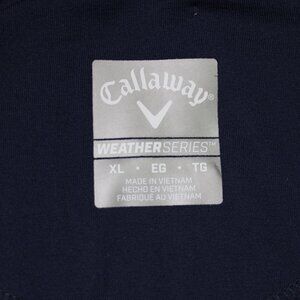 Callaway®
WEATHERSERIES™
XL • EG • TG
MADE IN VIETNAM
HECHO EN VIETNAM
FABRIQUÉ AU VIETNAM